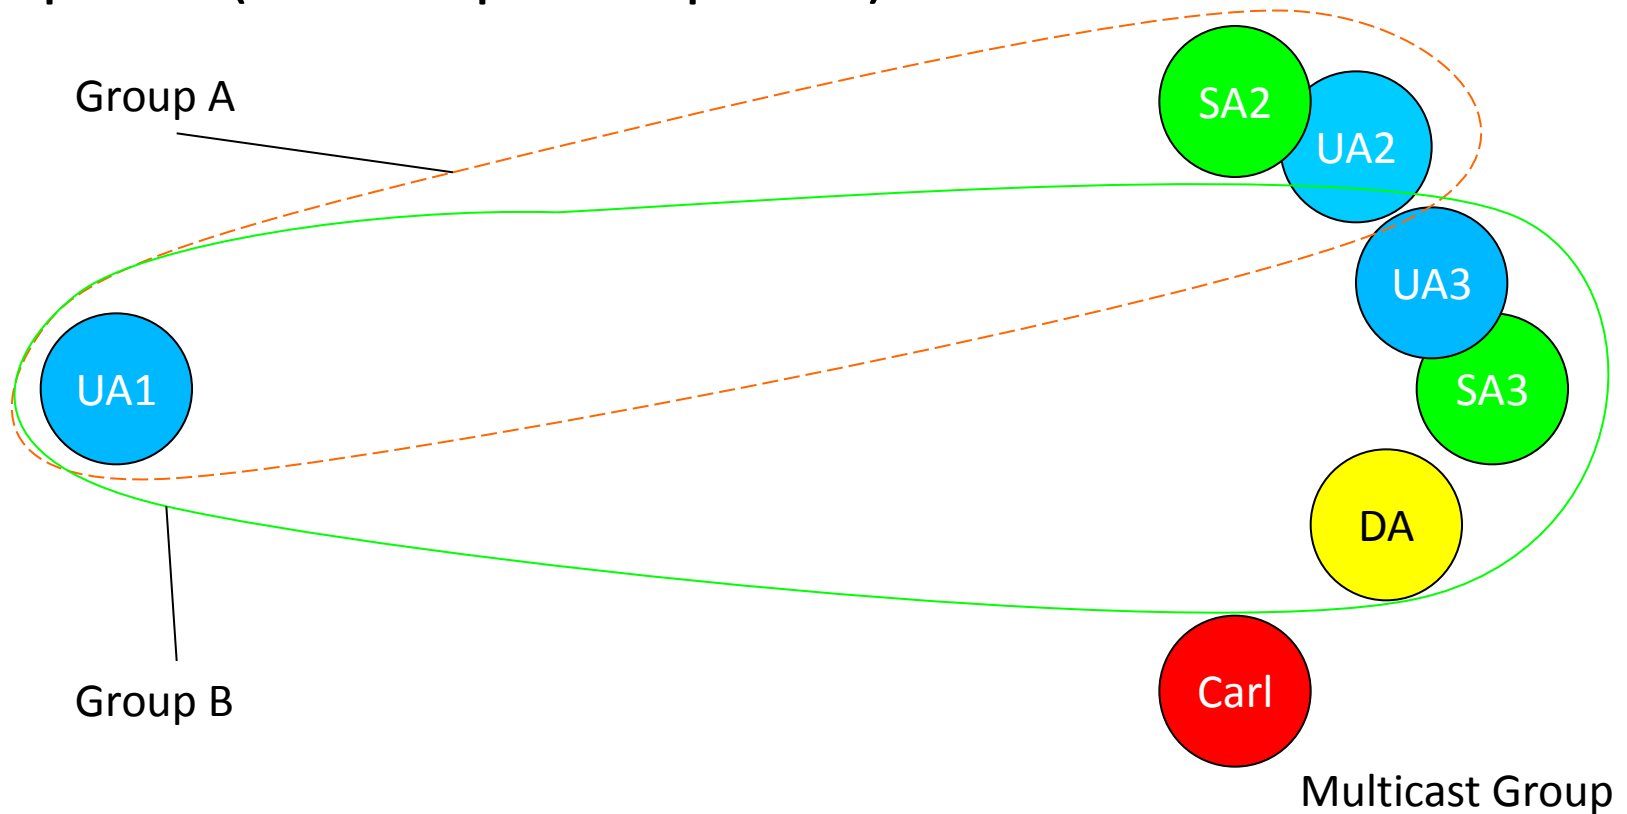 Group A
SA2
UA2
UA3
UA1
SA3
DA
Group B
Carl
Multicast Group